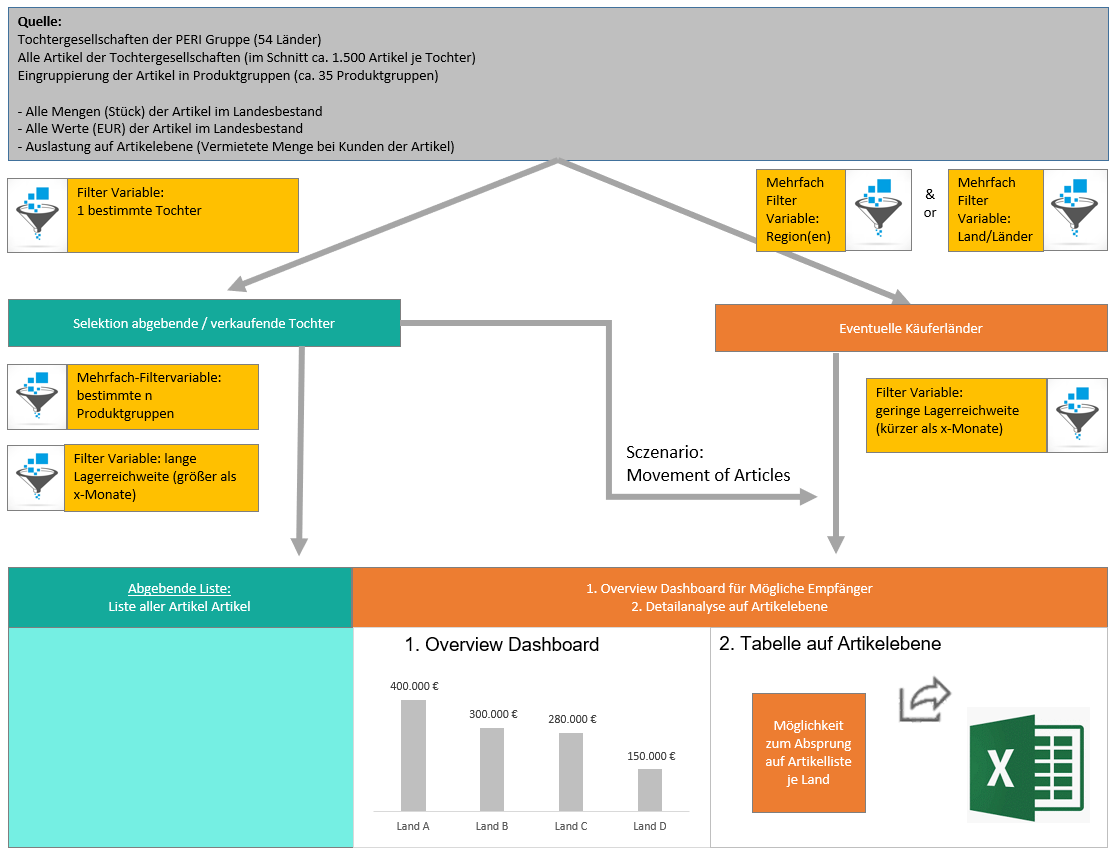 Quelle:
Tochtergesellschaften der PERI Gruppe (54 Länder)
Alle Artikel der Tochtergesellschaften (im Schnitt ca. 1.500 Artikel je Tochter)
Eingruppierung der Artikel in Produktgruppen (ca. 35 Produktgruppen)
- Alle Mengen (Stück) der Artikel im Landesbestand
- Alle Werte (EUR) der Artikel im Landesbestand
- Auslastung auf Artikelebene (Vermietete Menge bei Kunden der Artikel)
Filter Variable:
1 bestimmte Tochter
Mehrfach
Filter
Variable:
Region(en)
&
or
Mehrfach
Filter
Variable:
Land/Länder
Selektion abgebende / verkaufende Tochter
Eventuelle Käuferländer
Mehrfach-Filtervariable:
bestimmte n
Produktgruppen
Filter Variable: lange
Lagerreichweite (größer als
x-Monate)
Filter Variable:
geringe Lagerreichweite
(kürzer als x-Monate)
Sczenario:
Movement of Articles
Abgebende Liste:
Liste aller Artikel Artikel
1. Overview Dashboard für Mögliche Empfänger
2. Detailanalyse auf Artikelebene
1. Overview Dashboard
400.000 €
300.000 €
280.000 €
150.000 €
Land A
Land B
Land C
Land D
2. Tabelle auf Artikelebene
Möglichkeit
zum Absprung
auf Artikelliste
je Land
X